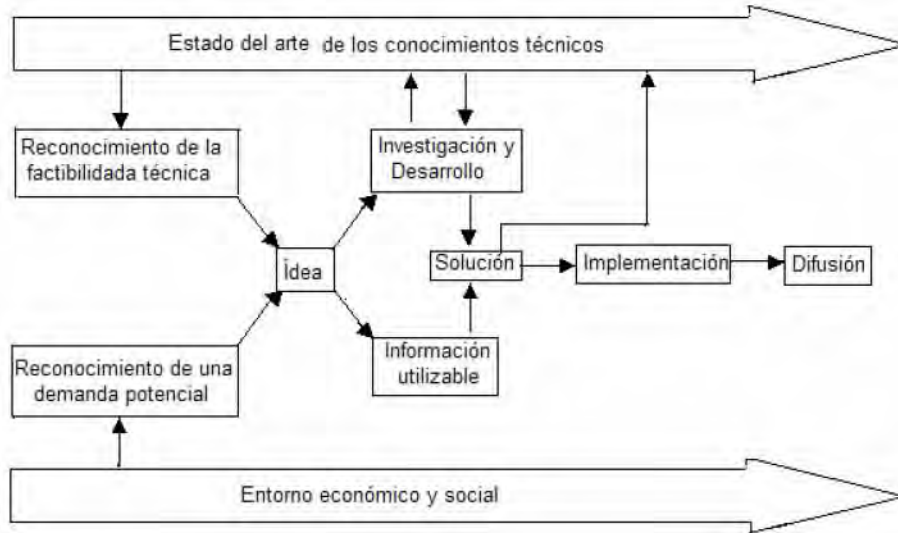 Estado del arte de los conocimientos técnicos
Reconocimiento de la
factibilidada técnica
Investigación y
Desarrollo
Ídea
Solución
Implementación
Difusión
Reconocimiento de una
demanda potencial
Información
utilizable
Entorno económico y social